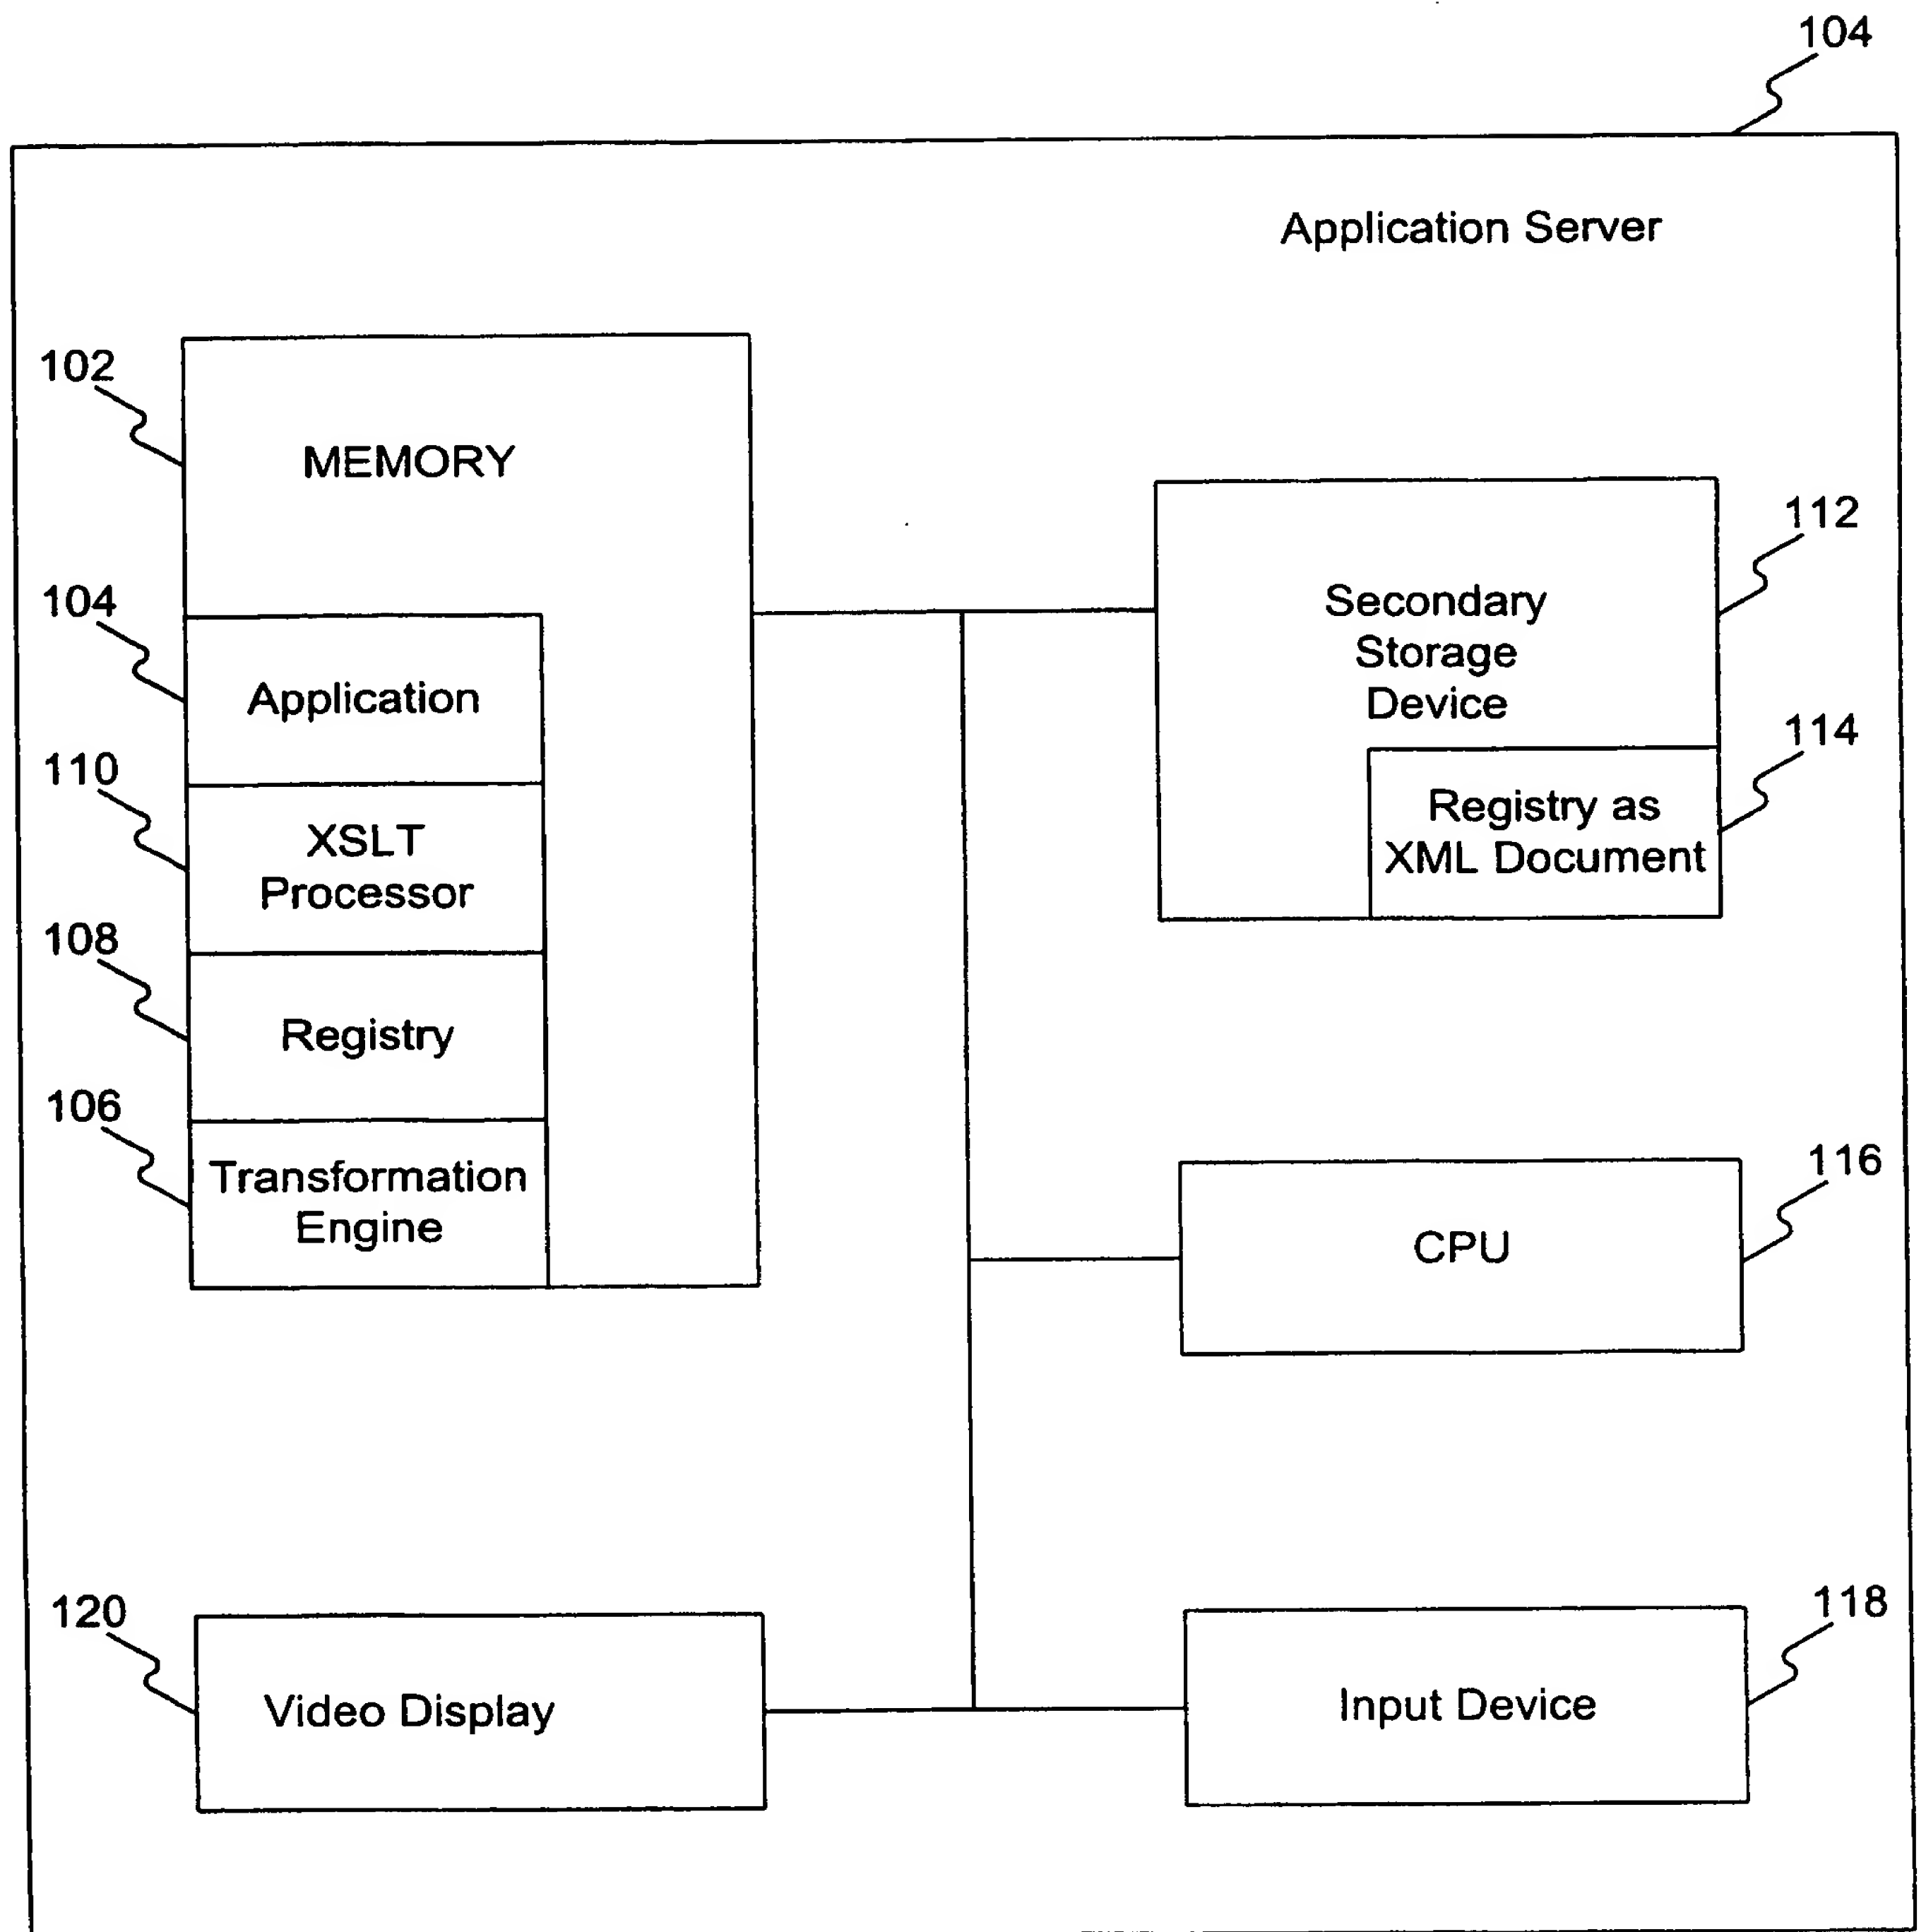 104
Application Server
102
MEMORY
104
Application
110
XSLT
Processor
108
Registry
106
Transformation
Engine
112
Secondary
Storage
Device
114
Registry as
XML Document
116
CPU
120
Video Display
118
Input Device